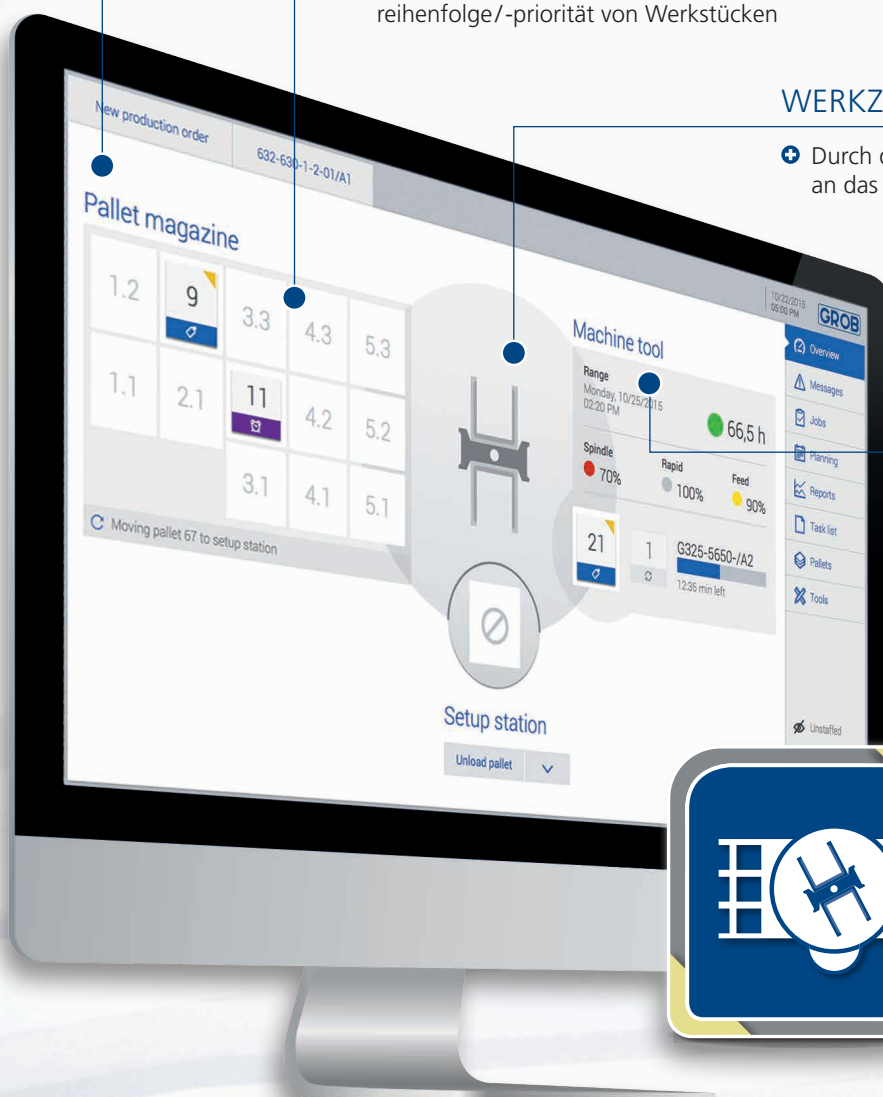 reihenfolge/-priorität von Werkstücken
WERKZ
Durch
an das
New production order
632-630-1-2-01/A1
Pallet magazine
1.2
9
3.3
4.3
5.3
1.1
2.1
11
4.2
5.2
3.1
4.1
5.1
Moving pallet 67 to setup station
Setup station
Unload pallet
Machine tool
Range
Monday, 10/25/2015
02:20 PM
66,5 h
Spindle
70%
Rapid
100%
Feed
90%
21
1
G325-5650-/A2
12:35 min left
10/22/2015
05:00 PM
GROB
Overview
Messages
Jobs
Planning
Reports
Task list
Pallets
Tools
Unstaffed